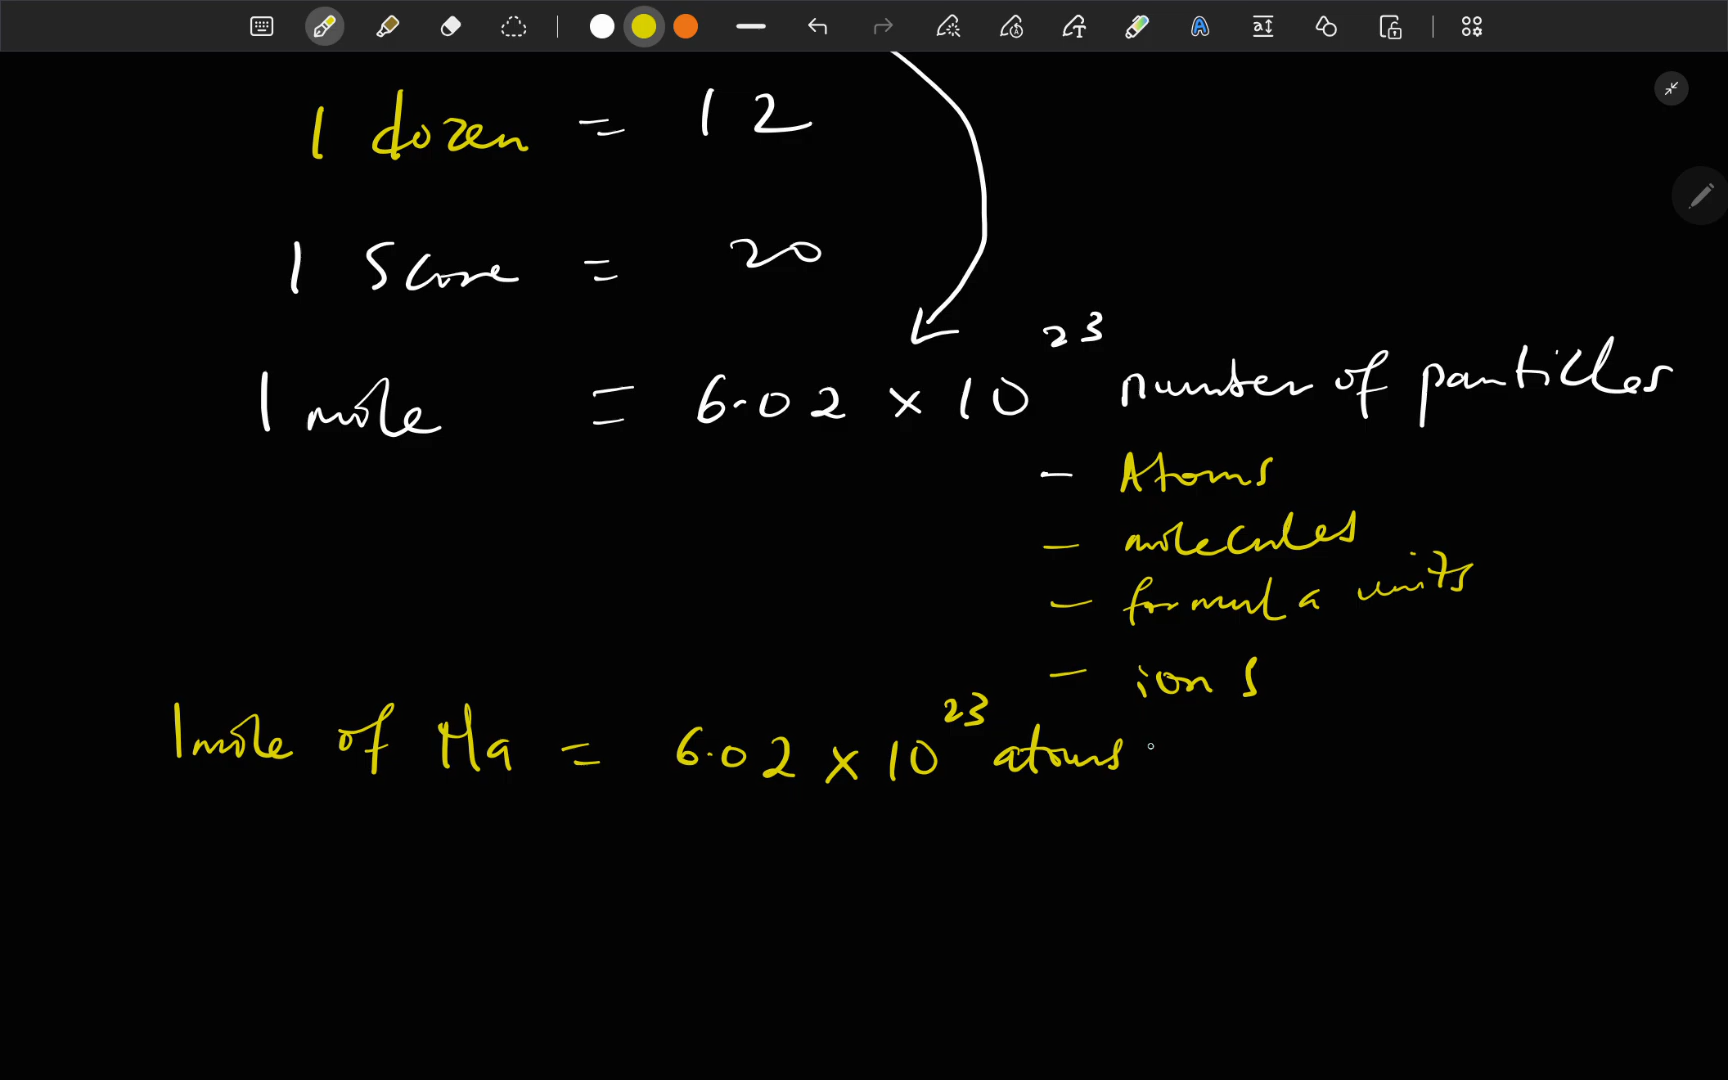 1 dozen = 12
1 Score = 20
1 mole = 6.02 × 10²³ number of particles
- Atoms
- molecules
- formula units
- ions
1 mole of Na = 6.02 × 10²³ atoms